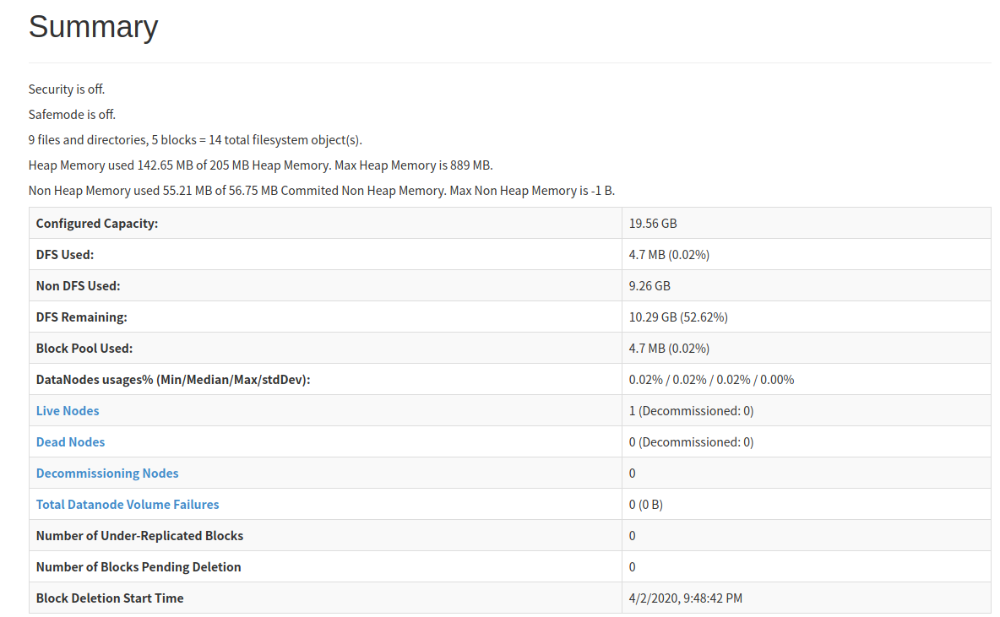 Summary
Security is off.
Safemode is off.
9 files and directories, 5 blocks = 14 total filesystem object(s).
Heap Memory used 142.65 MB of 205 MB Heap Memory. Max Heap Memory is 889 MB.
Non Heap Memory used 55.21 MB of 56.75 MB Commited Non Heap Memory. Max Non Heap Memory is -1 B.
Configured Capacity: 19.56 GB
DFS Used: 4.7 MB (0.02%)
Non DFS Used: 9.26 GB
DFS Remaining: 10.29 GB (52.62%)
Block Pool Used: 4.7 MB (0.02%)
DataNodes usages% (Min/Median/Max/stdDev): 0.02% / 0.02% / 0.02% / 0.00%
Live Nodes 1 (Decommissioned: 0)
Dead Nodes 0 (Decommissioned: 0)
Decommissioning Nodes 0
Total Datanode Volume Failures 0 (0 B)
Number of Under-Replicated Blocks 0
Number of Blocks Pending Deletion 0
Block Deletion Start Time 4/2/2020, 9:48:42 PM